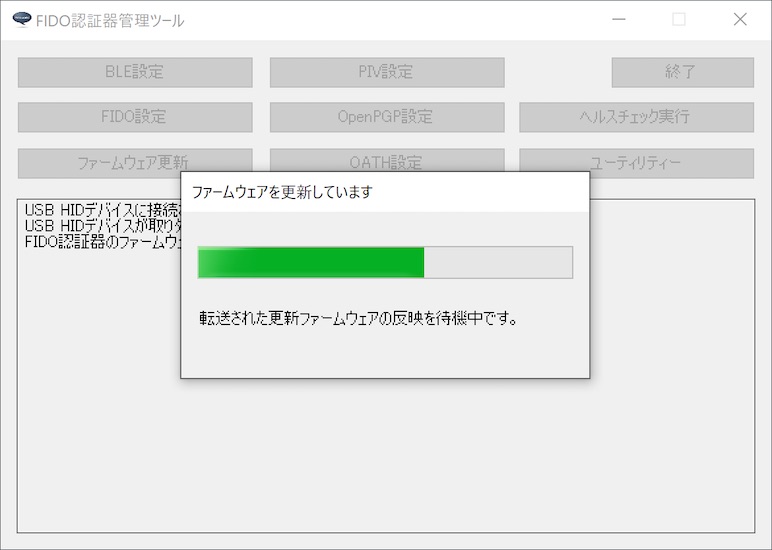 FIDO認証器管理ツール
BLE設定
PIV設定
終了
FIDO設定
OpenPGP設定
ヘルスチェック実行
ファームウェア更新
OATH設定
ユーティリティー
USB HIDデバイスに接続
USB HIDデバイスが取り
FIDO認証器のファームウェ
ファームウェアを更新しています
転送された更新ファームウェアの反映を待機中です。